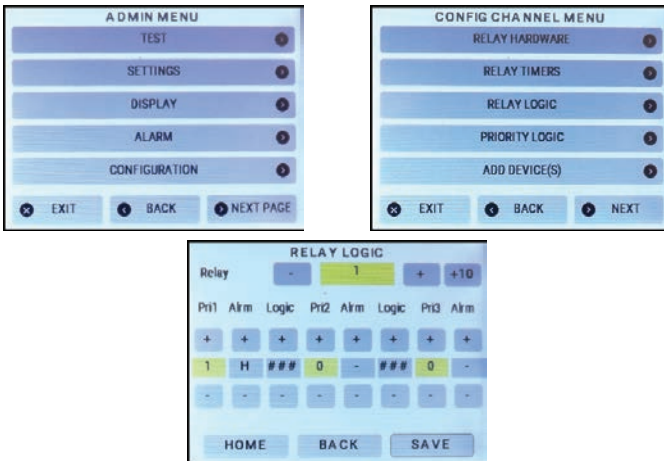 ADMIN MENU
TEST
SETTINGS
DISPLAY
ALARM
CONFIGURATION
EXIT BACK NEXT PAGE
CONFIG CHANNEL MENU
RELAY HARDWARE
RELAY TIMERS
RELAY LOGIC
PRIORITY LOGIC
ADD DEVICE(S)
EXIT BACK NEXT
RELAY LOGIC
Relay - 1 + +10
Pri1 Alrm Logic Pri2 Alrm Logic Pri3 Alrm
+ + + + + + + +
1 H ### 0 - ### 0 -
- - - - - - - -
HOME BACK SAVE